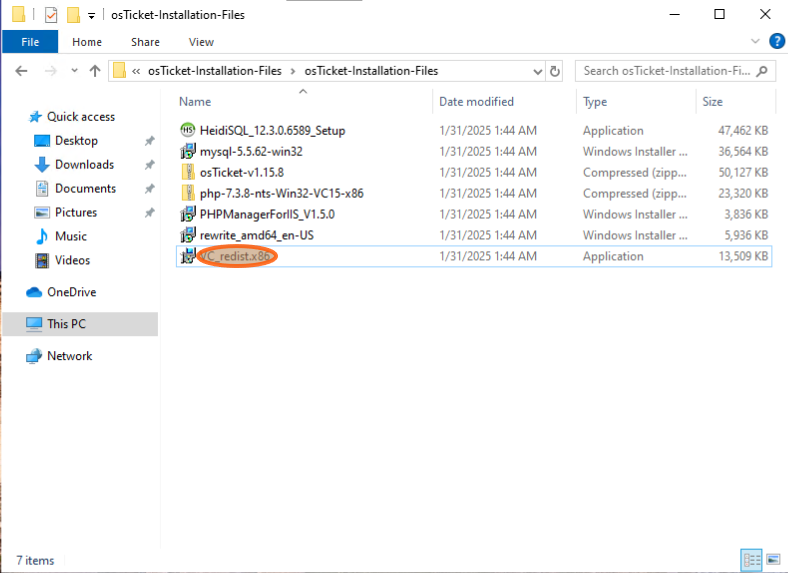 osTicket-Installation-Files
File Home Share View
« osTicket-Installation-Files › osTicket-Installation-Files Search osTicket-Installation-Fi...
Name Date modified Type Size
Quick access
Desktop
Downloads
Documents
Pictures
Music
Videos
OneDrive
This PC
Network
HeidiSQL_12.3.0.6589_Setup 1/31/2025 1:44 AM Application 47,462 KB
mysql-5.5.62-win32 1/31/2025 1:44 AM Windows Installer ... 36,564 KB
osTicket-v1.15.8 1/31/2025 1:44 AM Compressed (zipp... 50,127 KB
php-7.3.8-nts-Win32-VC15-x86 1/31/2025 1:44 AM Compressed (zipp... 23,320 KB
PHPManagerForIIS_V1.5.0 1/31/2025 1:44 AM Windows Installer ... 3,836 KB
rewrite_amd64_en-US 1/31/2025 1:44 AM Windows Installer ... 5,936 KB
VC_redist.x86 1/31/2025 1:44 AM Application 13,509 KB
7 items